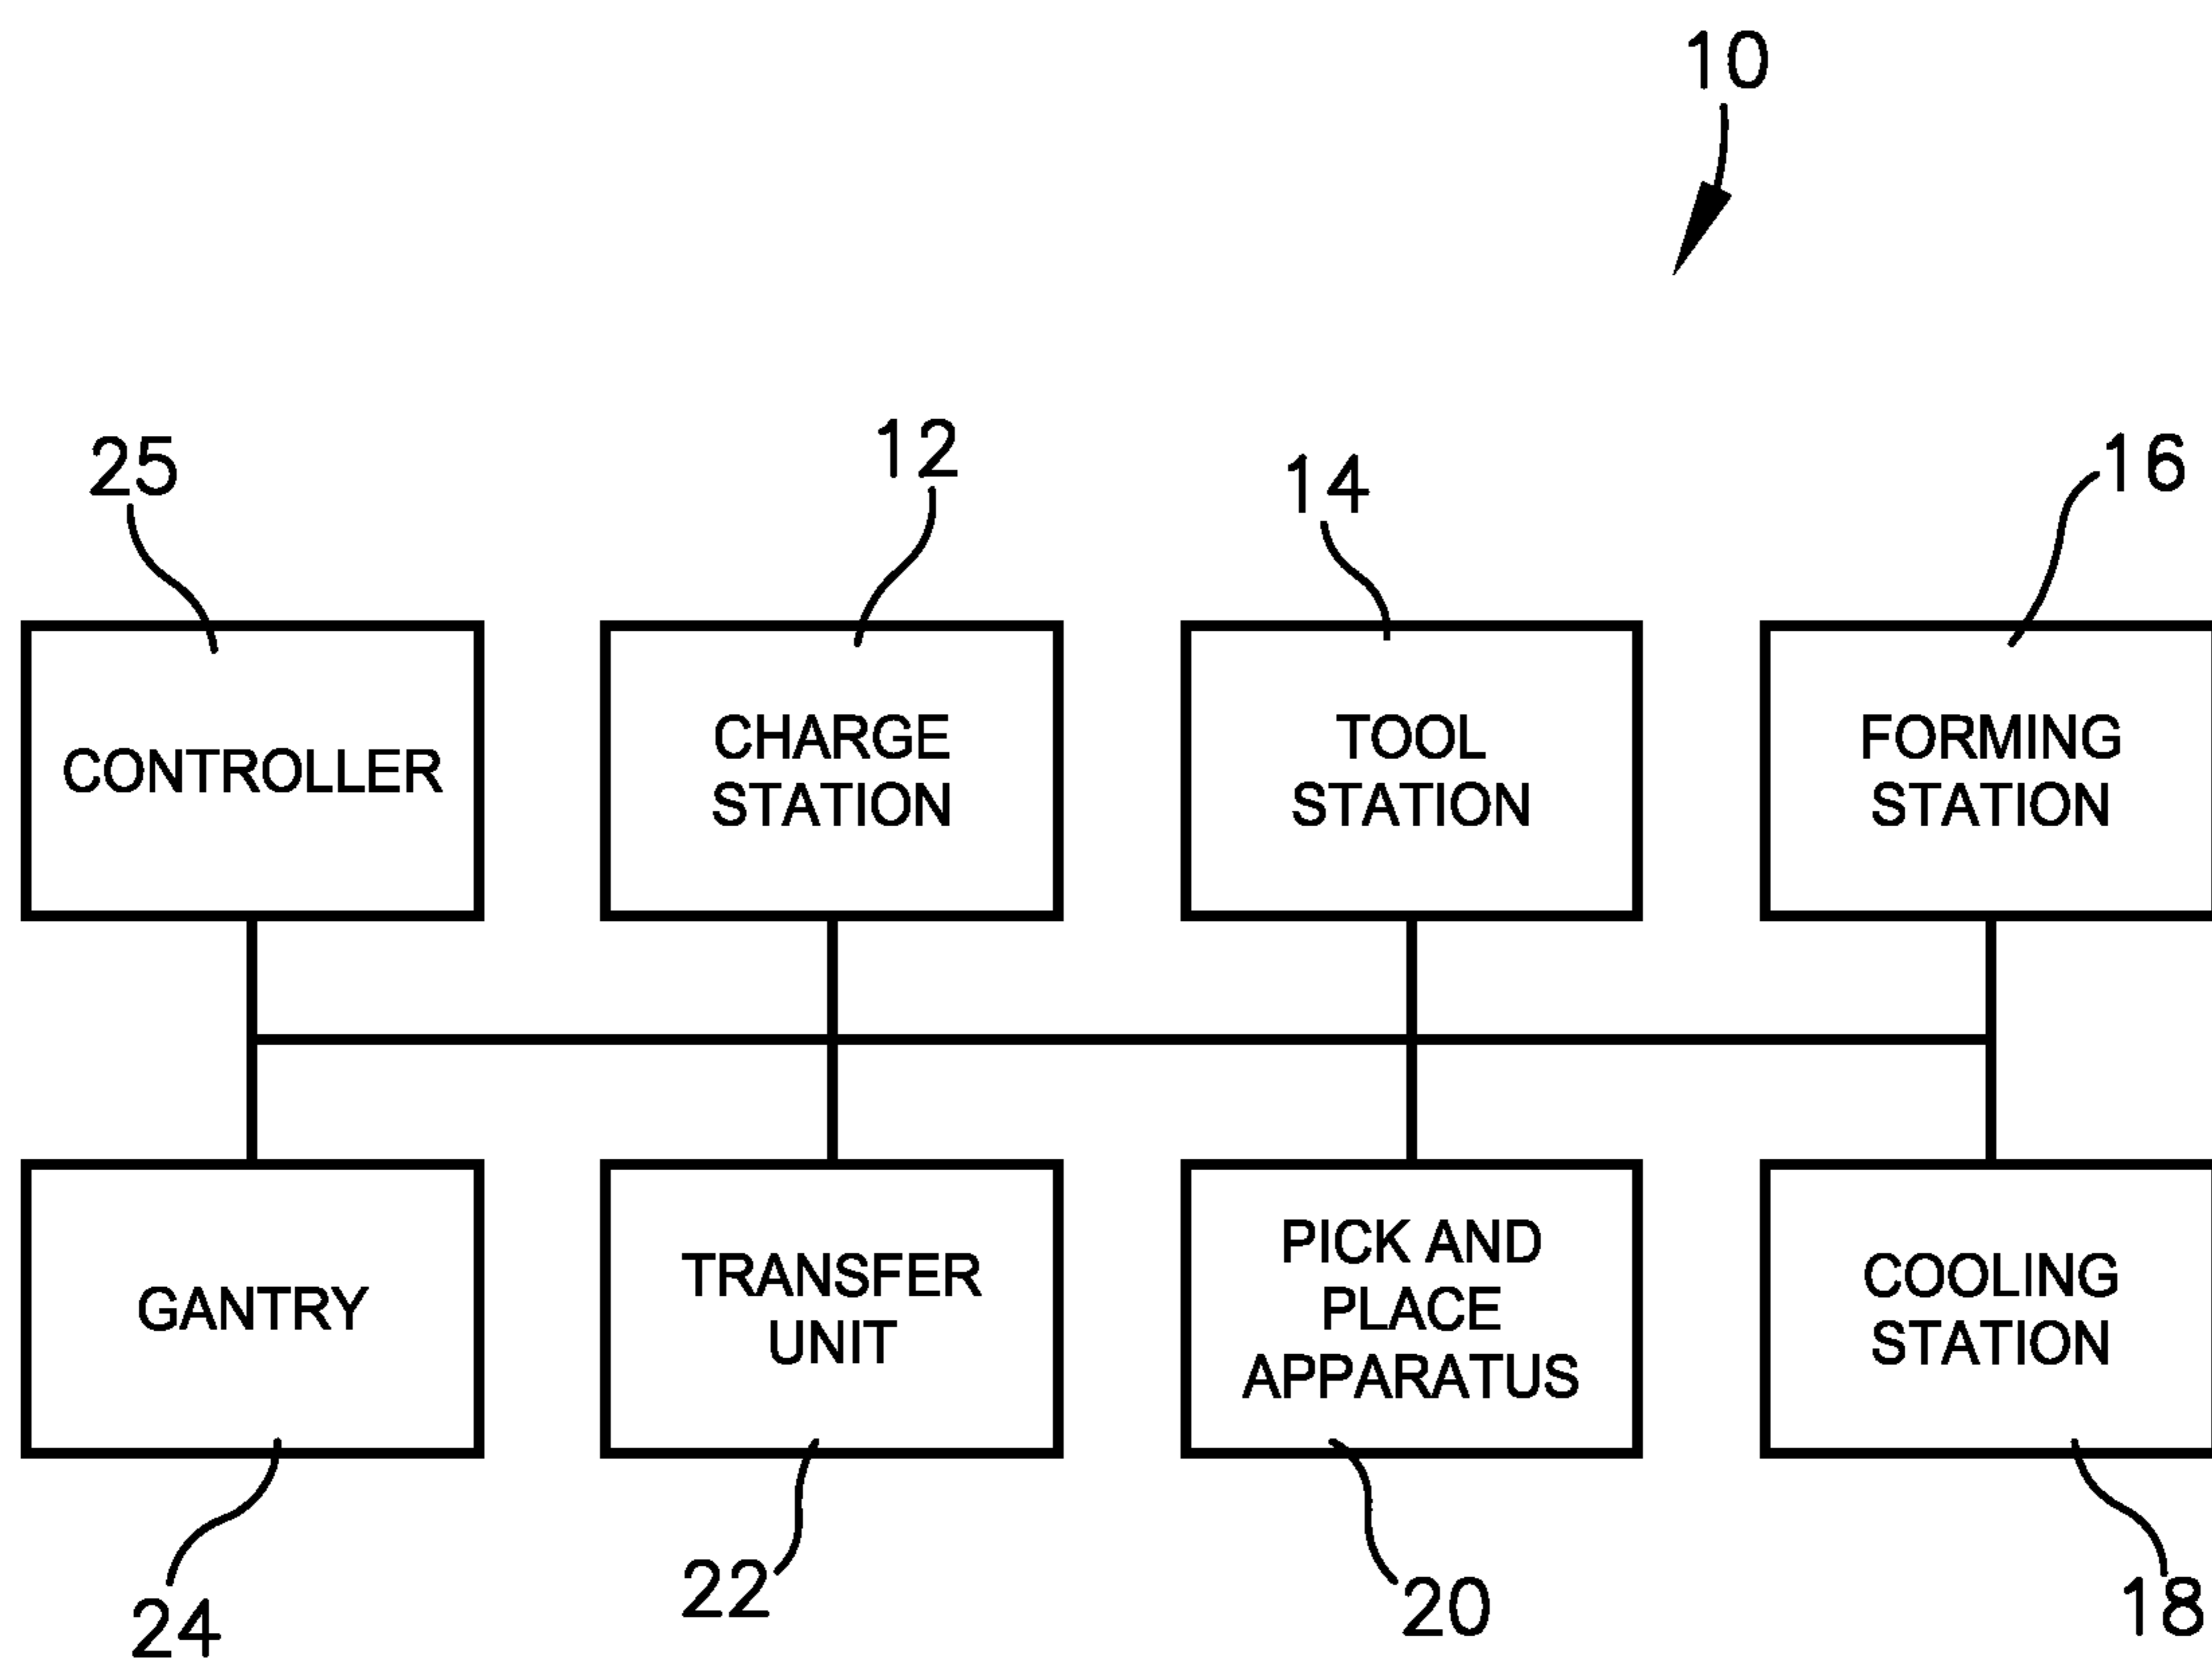 10
25
12
14
16
CONTROLLER
CHARGE
STATION
TOOL
STATION
FORMING
STATION
GANTRY
TRANSFER
UNIT
PICK AND
PLACE
APPARATUS
COOLING
STATION
24
22
20
18